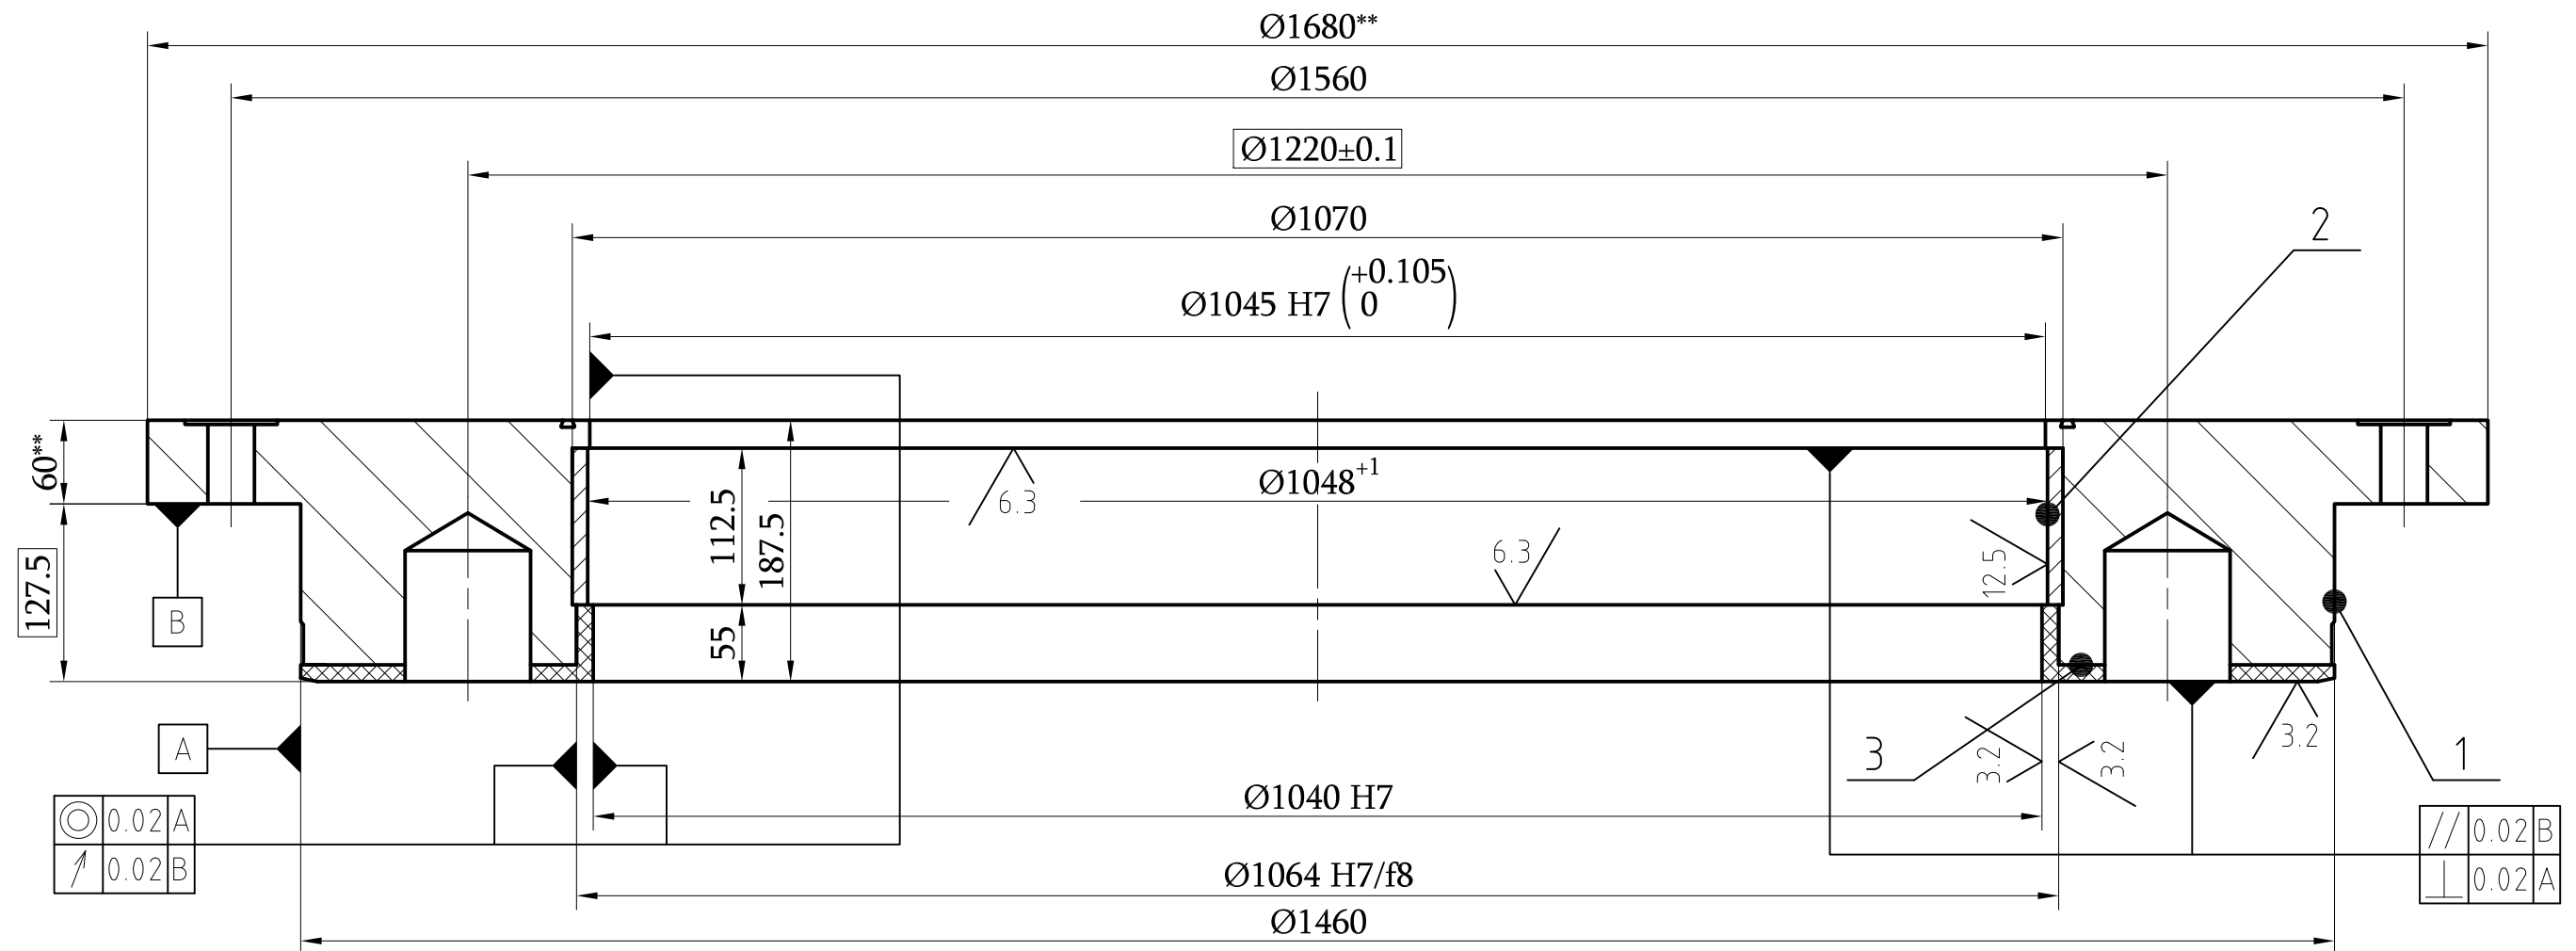 Ø1680**
Ø1560
Ø1220±0.1
Ø1070
2
Ø1045 H7 (+0.105
0)
60**
Ø1048+1
6.3
112.5
187.5
6.3
12.5
127.5
B
55
A
3.2
3
3.2
3.2
1
Ø1040 H7
◎ 0.02 A
↗ 0.02 B
// 0.02 B
⊥ 0.02 A
Ø1064 H7/f8
Ø1460